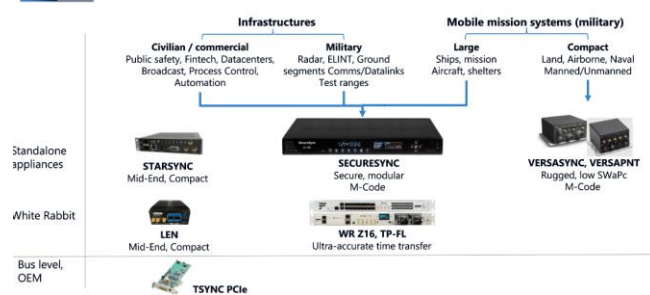 Infrastructures
Mobile mission systems (military)
Civilian / commercial
Public safety, Fintech, Datacenters,
Broadcast, Process Control,
Automation
Military
Radar, ELINT, Ground
segments Comms/Datalinks
Test ranges
Large
Ships, mission
Aircraft, shelters
Compact
Land, Airborne, Naval
Manned/Unmanned
Standalone
appliances
STARSYNC
Mid-End, Compact
SECURESYNC
Secure, modular
M-Code
VERSASYNC, VERSAPNT
Rugged, low SWaPc
M-Code
White Rabbit
LEN
Mid-End, Compact
WR Z16, TP-FL
Ultra-accurate time transfer
Bus level,
OEM
TSYNC PCIe